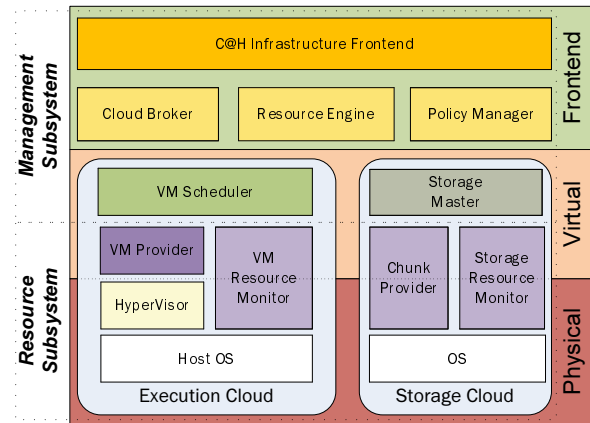 C@H Infrastructure Frontend
Cloud Broker
Resource Engine
Policy Manager
Frontend
Management
Subsystem
VM Scheduler
Storage
Master
Virtual
VM Provider
VM
Resource
Monitor
Chunk
Provider
Storage
Resource
Monitor
HyperVisor
Resource
Subsystem
Host OS
OS
Physical
Execution Cloud
Storage Cloud